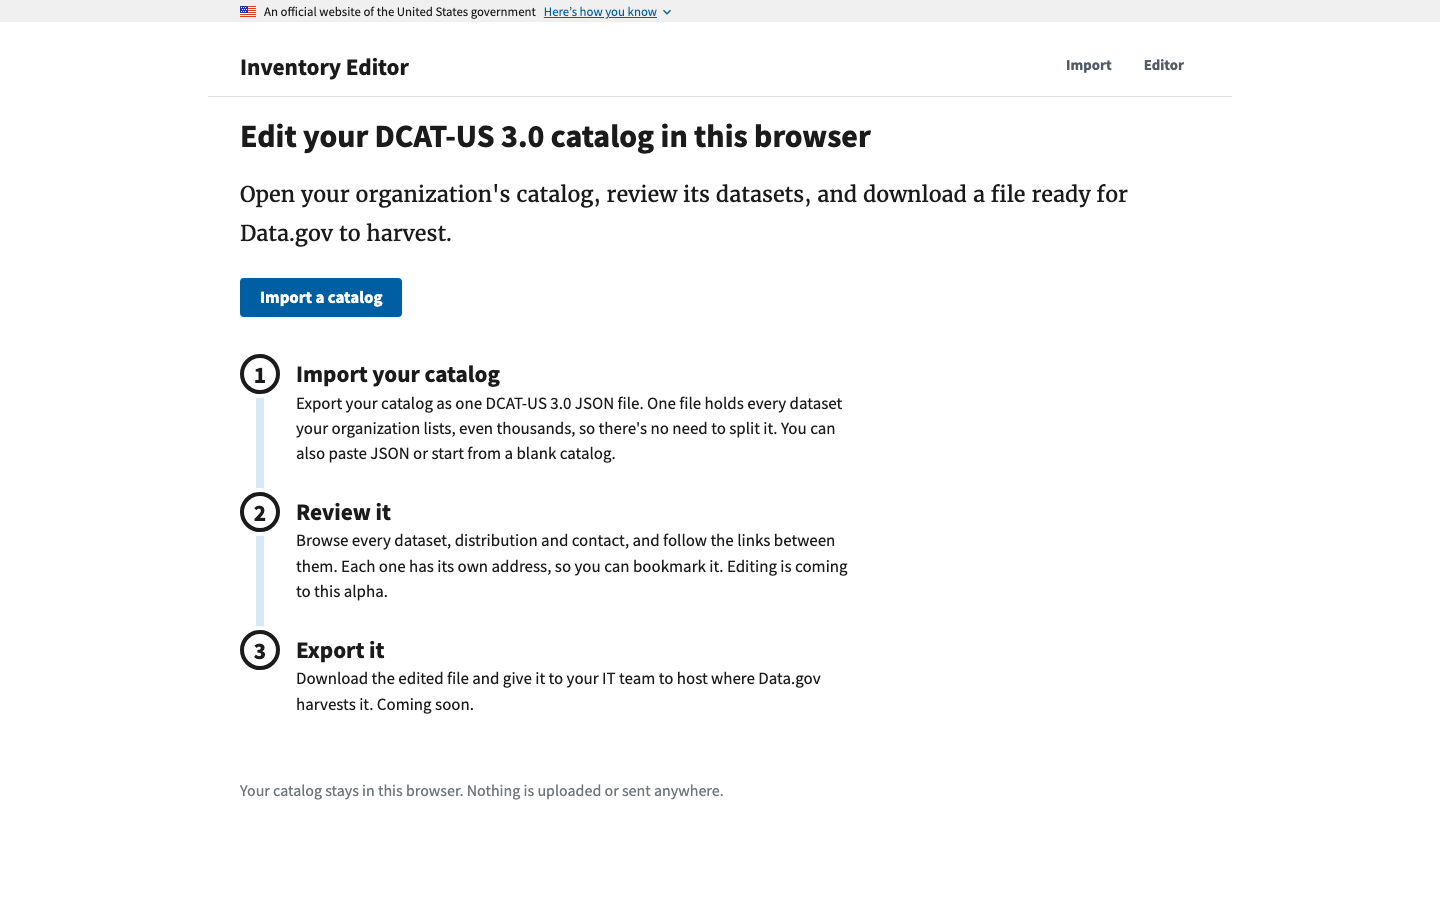 An official website of the United States government Here's how you know
Inventory Editor
Import
Editor
Edit your DCAT-US 3.0 catalog in this browser
Open your organization's catalog, review its datasets, and download a file ready for
Data.gov to harvest.
Import a catalog
1
Import your catalog
Export your catalog as one DCAT-US 3.0 JSON file. One file holds every dataset
your organization lists, even thousands, so there's no need to split it. You can
also paste JSON or start from a blank catalog.
2
Review it
Browse every dataset, distribution and contact, and follow the links between
them. Each one has its own address, so you can bookmark it. Editing is coming
to this alpha.
3
Export it
Download the edited file and give it to your IT team to host where Data.gov
harvests it. Coming soon.
Your catalog stays in this browser. Nothing is uploaded or sent anywhere.